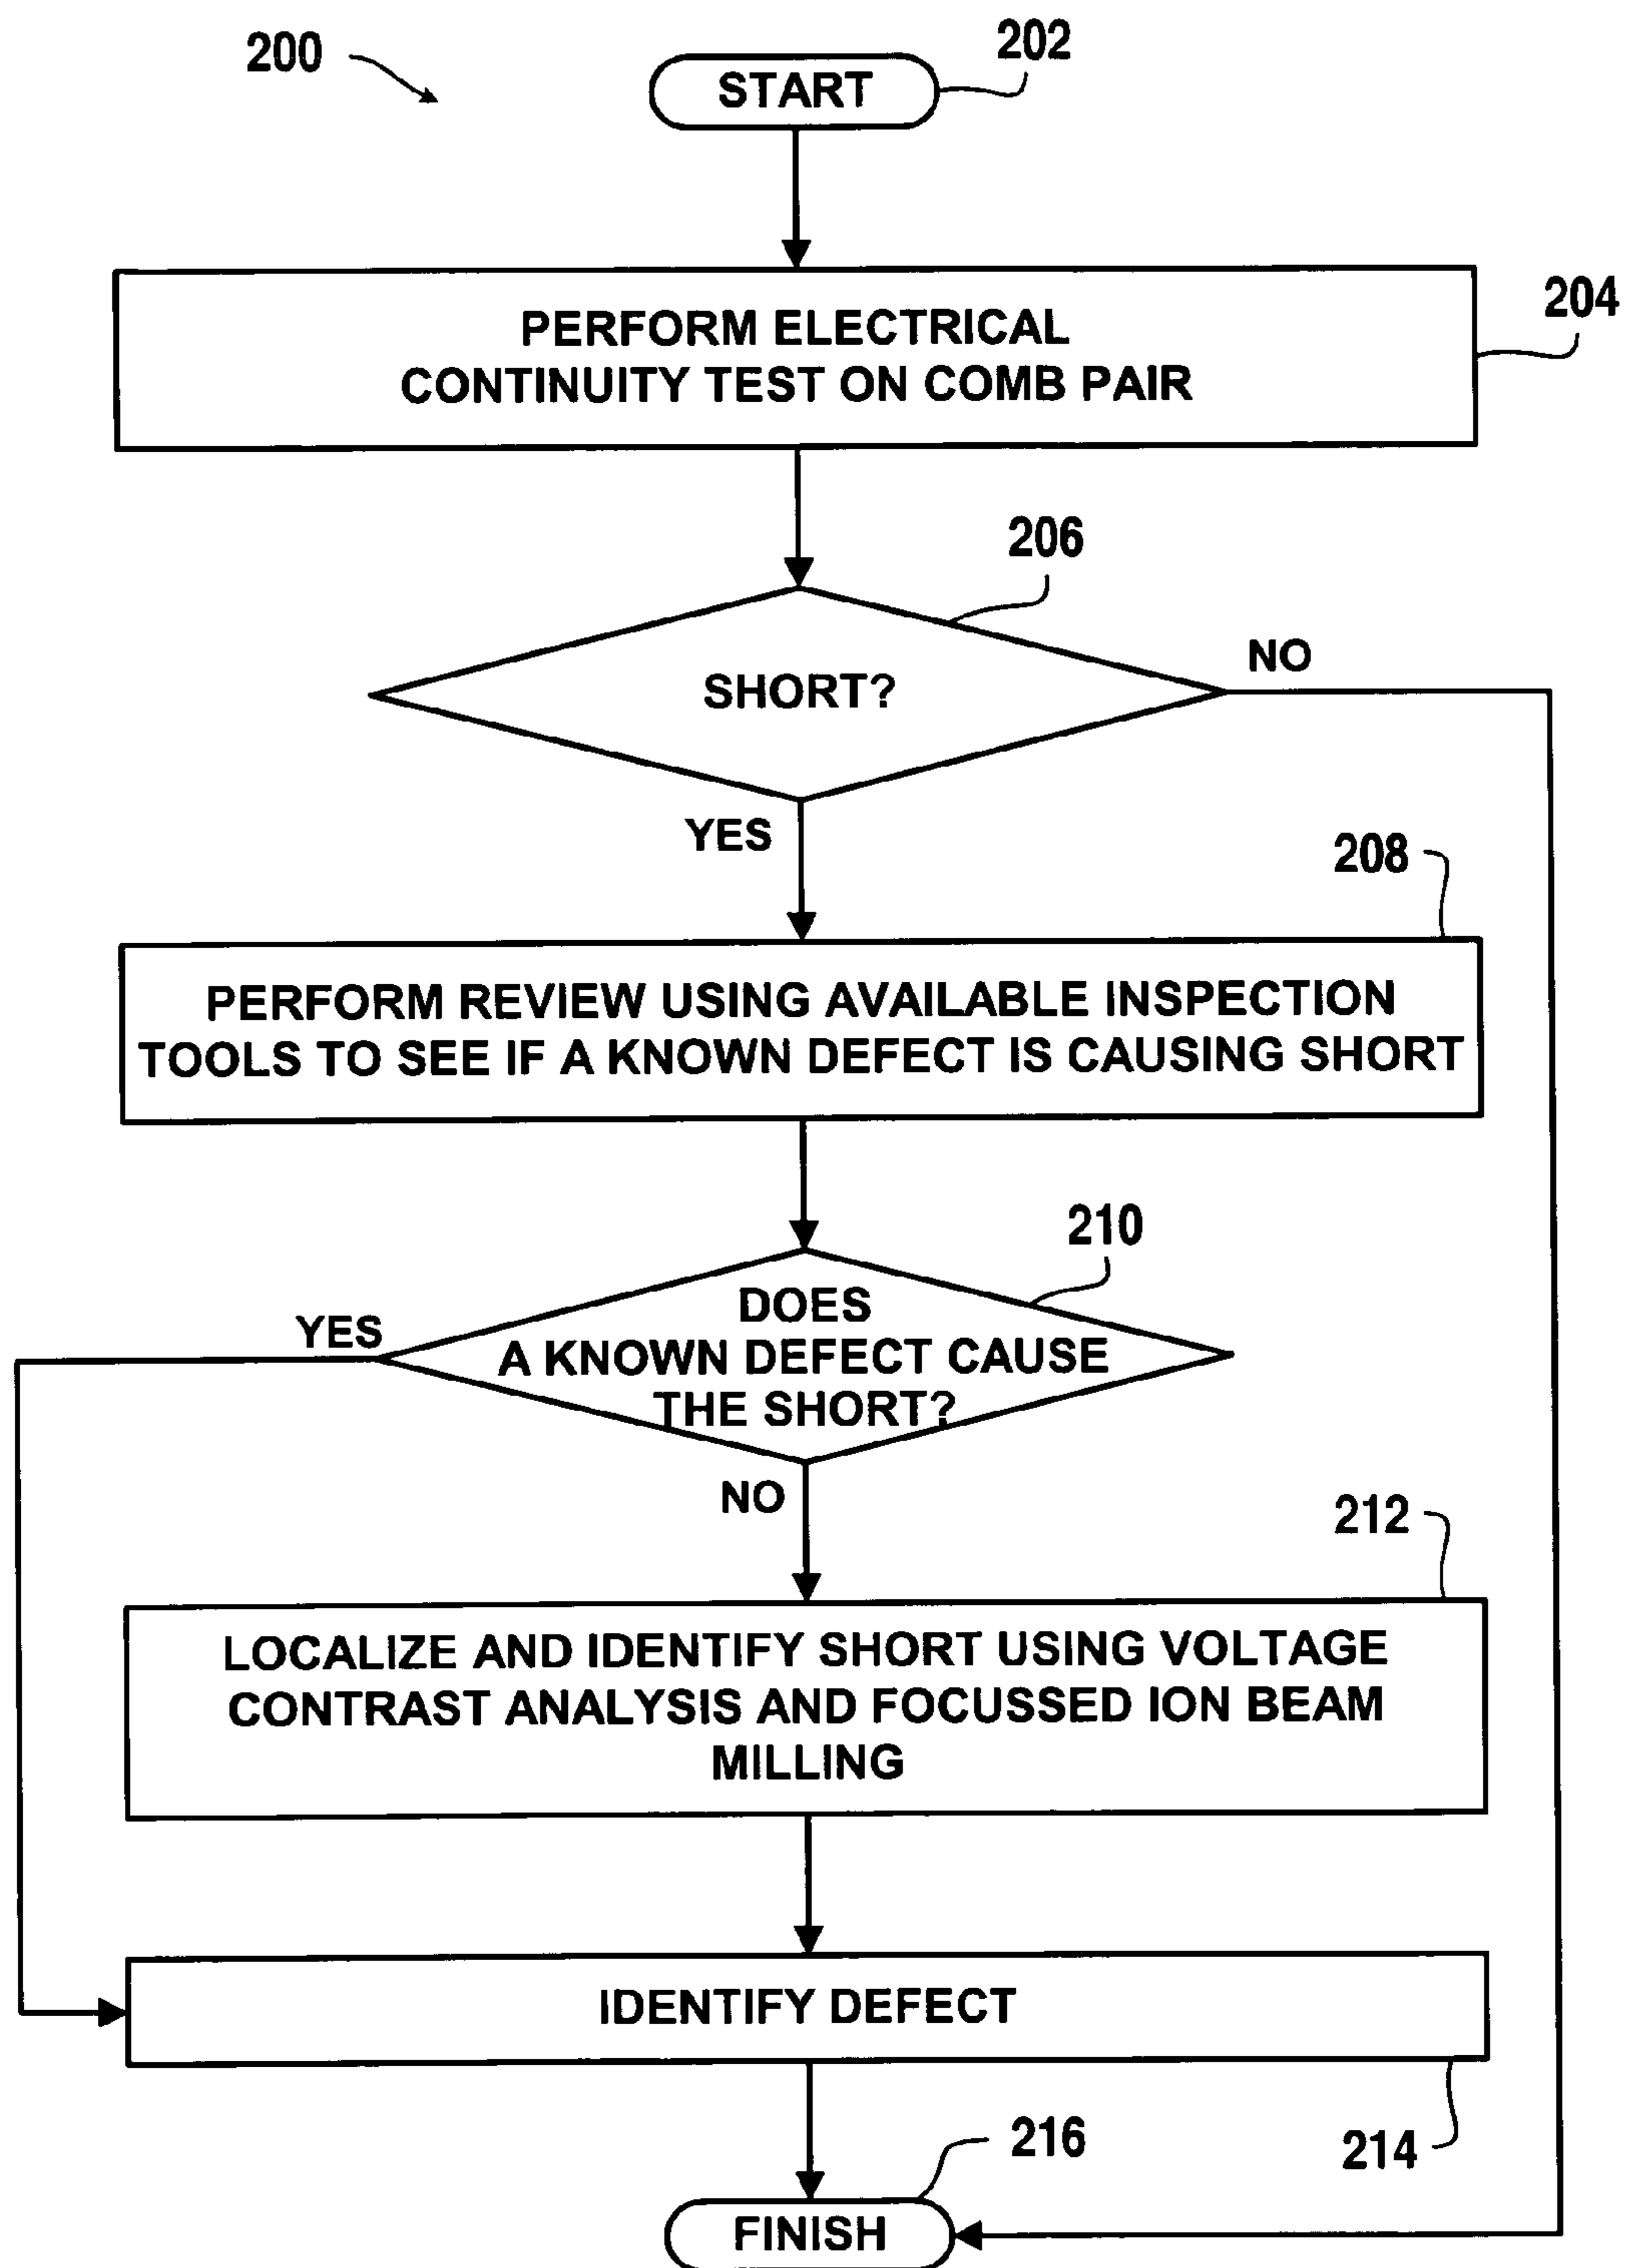 200
202
START
204
PERFORM ELECTRICAL
CONTINUITY TEST ON COMB PAIR
206
NO
SHORT?
YES
208
PERFORM REVIEW USING AVAILABLE INSPECTION
TOOLS TO SEE IF A KNOWN DEFECT IS CAUSING SHORT
210
YES
DOES
A KNOWN DEFECT CAUSE
THE SHORT?
NO
212
LOCALIZE AND IDENTIFY SHORT USING VOLTAGE
CONTRAST ANALYSIS AND FOCUSSED ION BEAM
MILLING
IDENTIFY DEFECT
214
216
FINISH